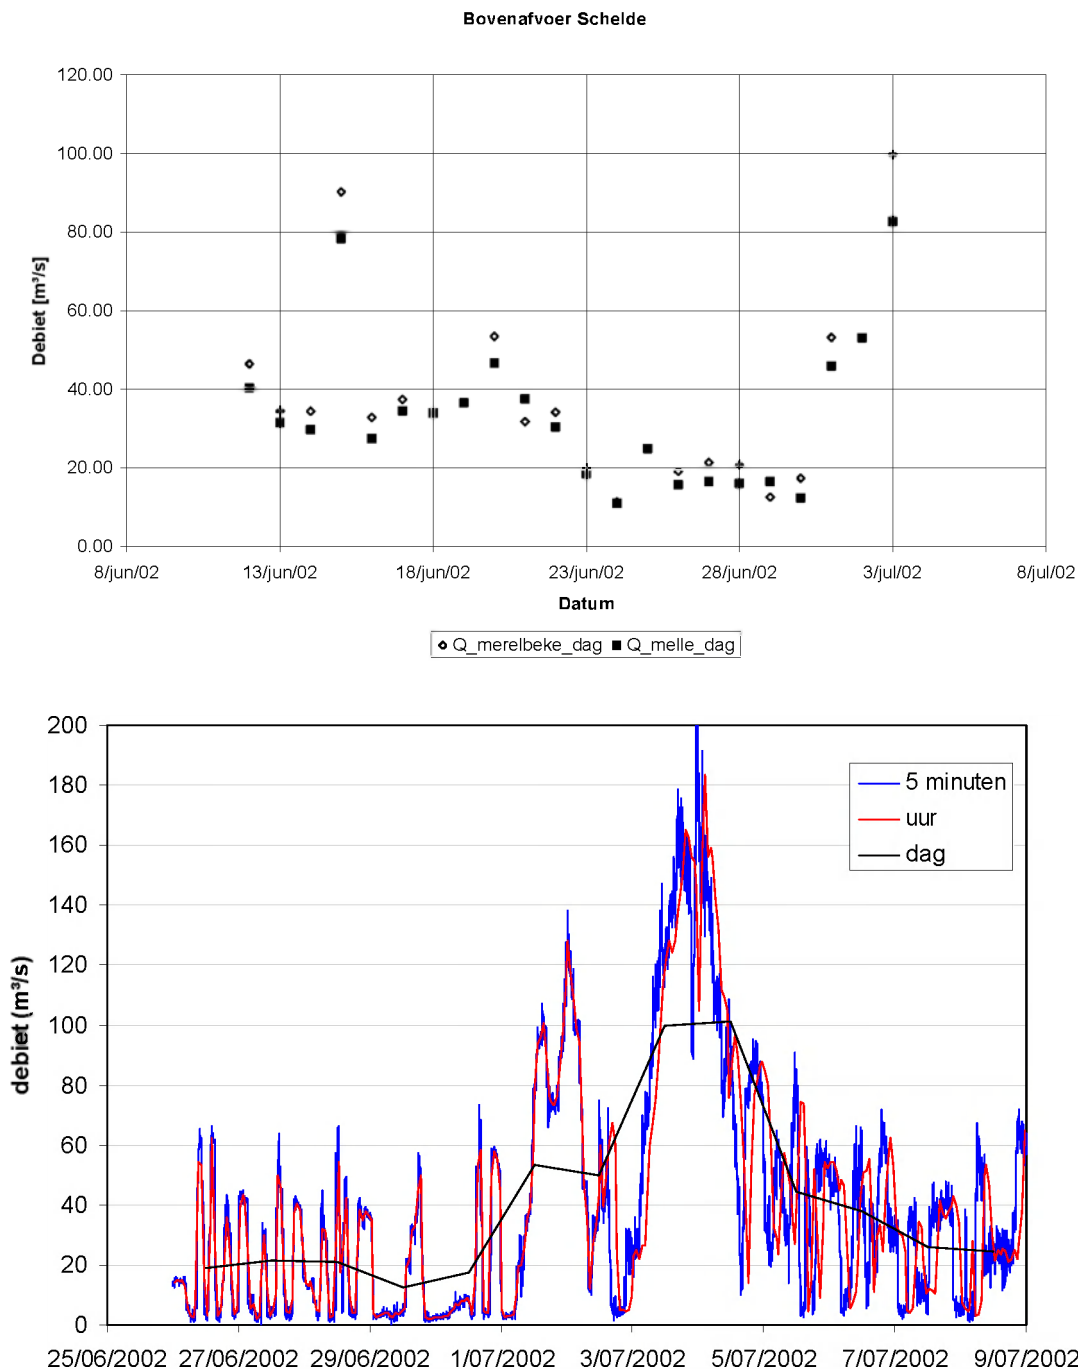 Bovenafvoer Schelde
120.00
100.00
80.00
60.00
40.00
20.00
0.00
Debiet [m³/s]
8/jun/02 13/jun/02 18/jun/02 23/jun/02 28/jun/02 3/jul/02 8/jul/02
Datum
Q_merelbeke_dag Q_melle_dag
200
180
160
140
120
100
80
60
40
20
0
debiet (m³/s)
5 minuten
uur
dag
25/06/2002 27/06/2002 29/06/2002 1/07/2002 3/07/2002 5/07/2002 7/07/2002 9/07/2002